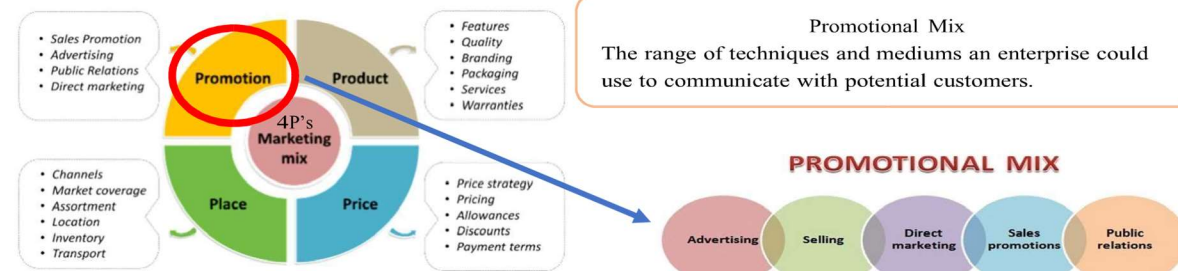 • Sales Promotion
• Advertising
• Public Relations
• Direct marketing
Promotion
Product
• Features
• Quality
• Branding
• Packaging
• Services
• Warranties
4P's
Marketing
mix
• Channels
• Market coverage
• Assortment
• Location
• Inventory
• Transport
Place
Price
• Price strategy
• Pricing
• Allowances
• Discounts
• Payment terms
Promotional Mix
The range of techniques and mediums an enterprise could
use to communicate with potential customers.
PROMOTIONAL MIX
Advertising
Selling
Direct
marketing
Sales
promotions
Public
relations